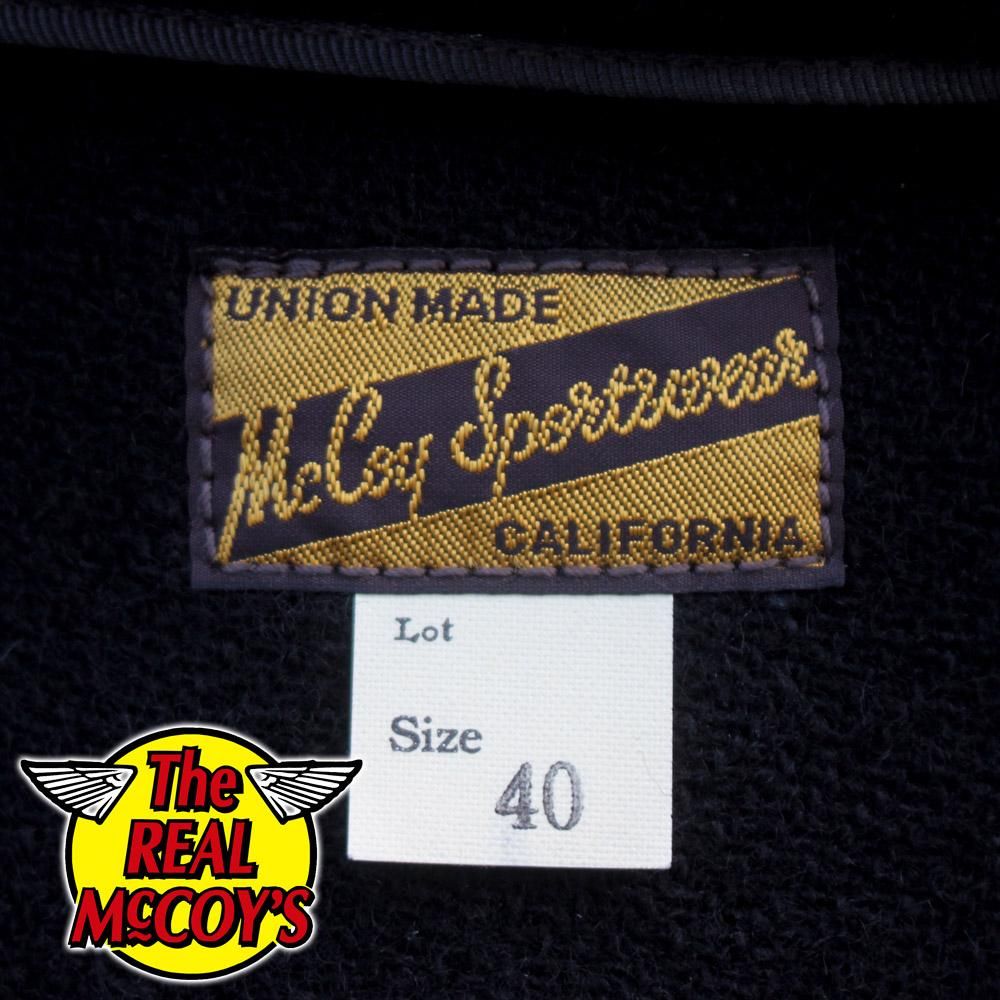 UNION MADE
McCoy Sportswear
CALIFORNIA
Lot
Size
40
The
REAL
McCOY'S